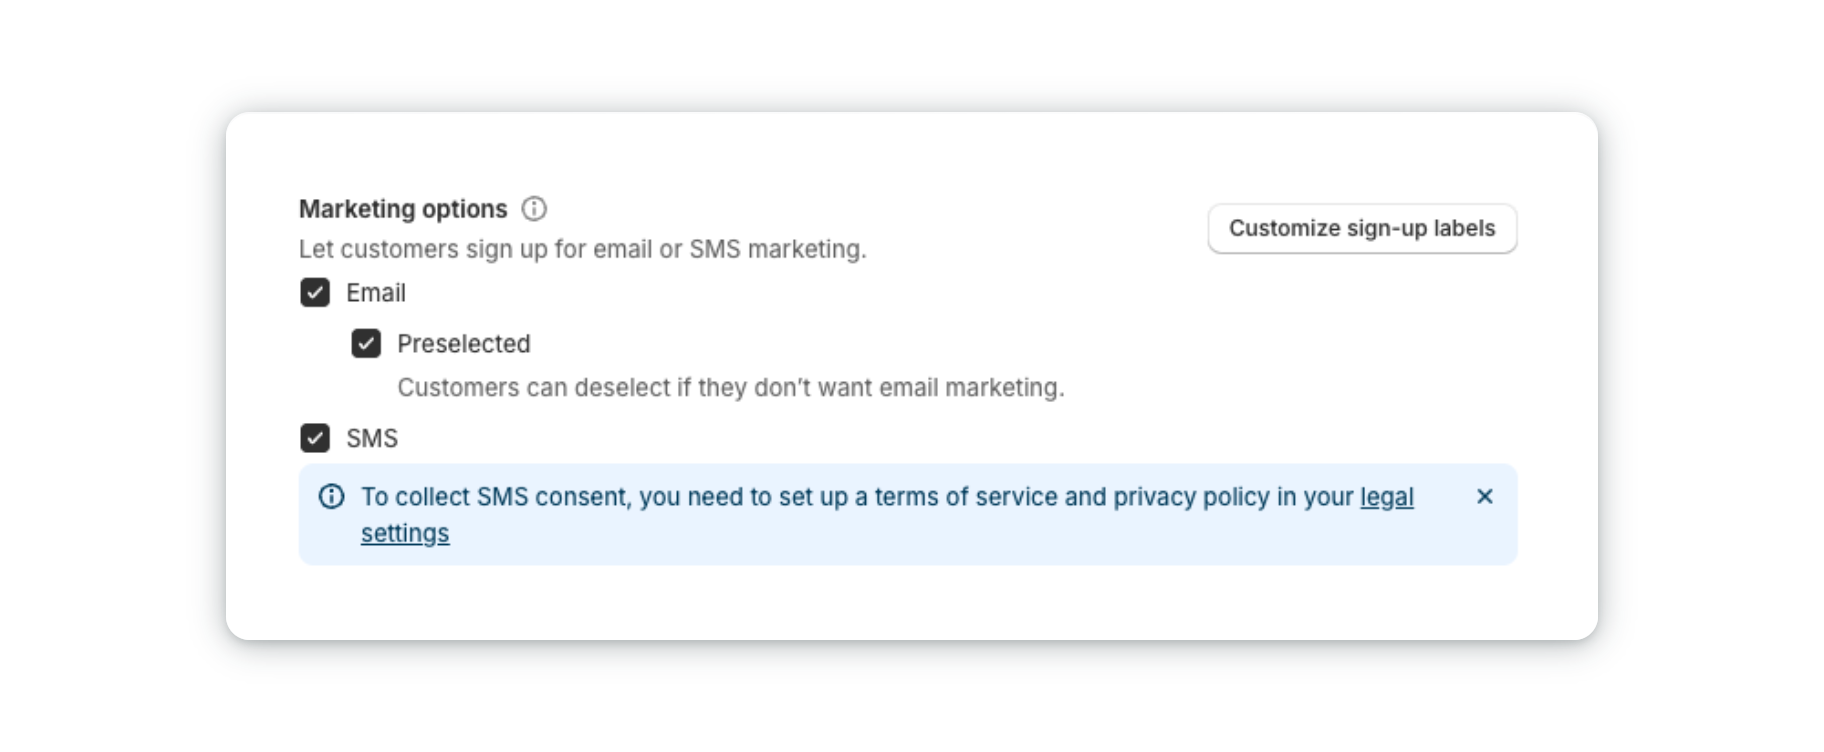 Marketing options
Customize sign-up labels
Let customers sign up for email or SMS marketing.
Email
Preselected
Customers can deselect if they don’t want email marketing.
SMS
To collect SMS consent, you need to set up a terms of service and privacy policy in your legal
settings